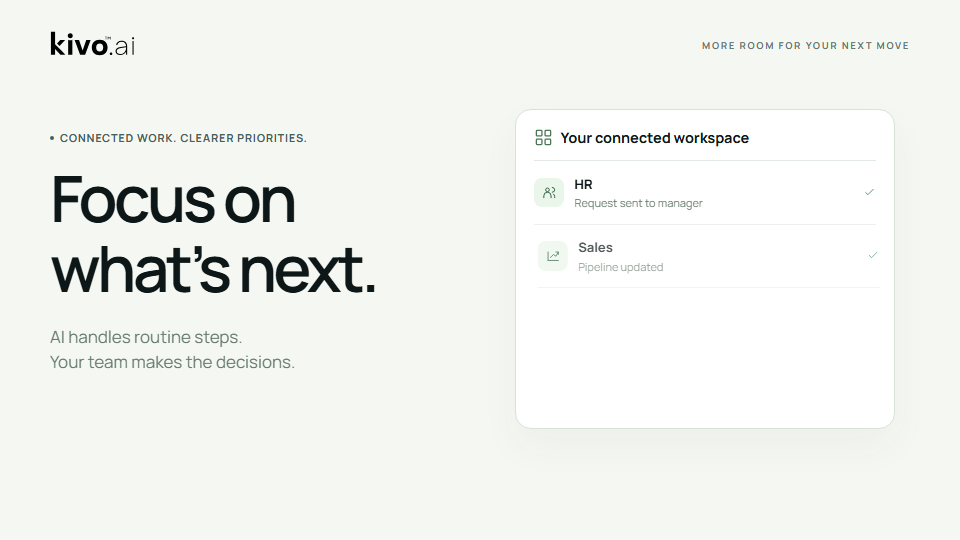 kivo™.ai
MORE ROOM FOR YOUR NEXT MOVE
• CONNECTED WORK. CLEARER PRIORITIES.
Focus on
what’s next.
AI handles routine steps.
Your team makes the decisions.
Your connected workspace
HR
Request sent to manager
Sales
Pipeline updated